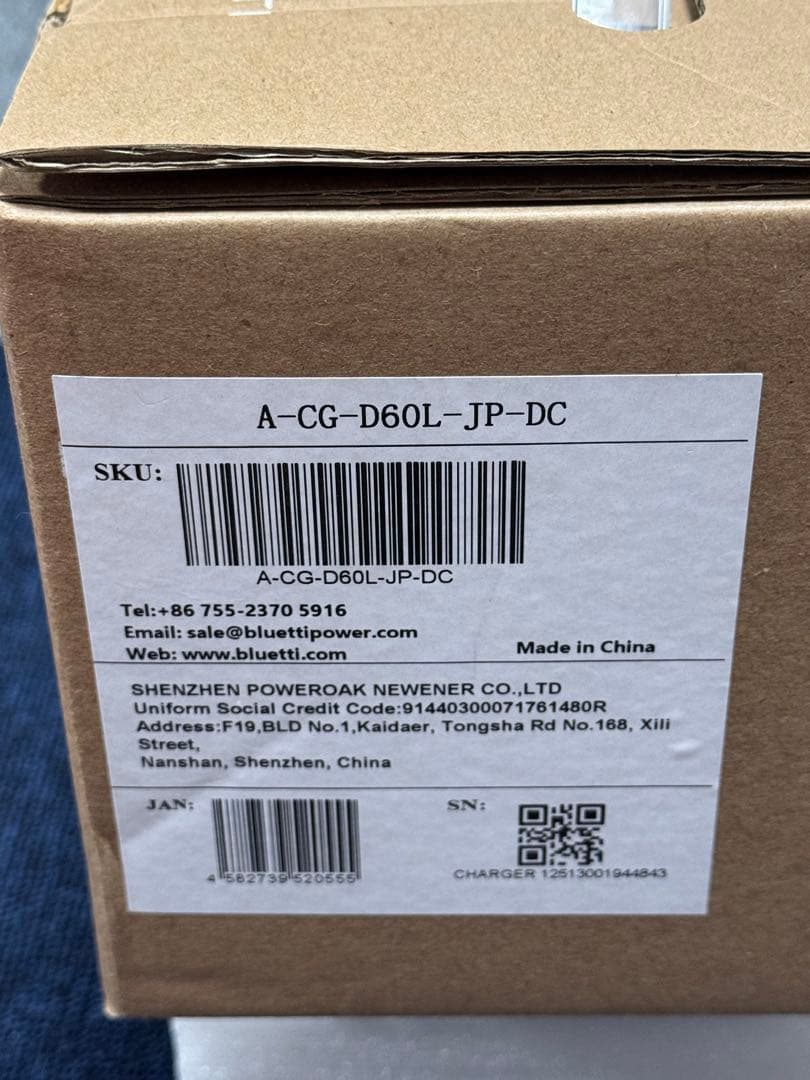 A-CG-D60L-JP-DC
SKU:
A-CG-D60L-JP-DC
Tel:+86 755-2370 5916
Email: sale@bluettipower.com
Web: www.bluetti.com
Made in China
SHENZHEN POWEROAK NEWENER CO.,LTD
Uniform Social Credit Code:91440300071761480R
Address:F19,BLD No.1,Kaidaer, Tongsha Rd No.168, Xili
Street,
Nanshan, Shenzhen, China
JAN:
4 582739 520555
SN:
CHARGER 12513001944843